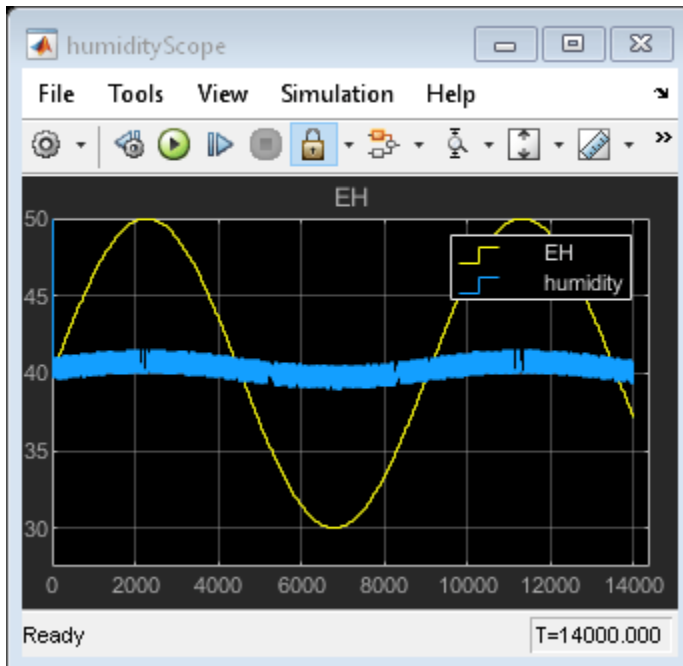 humidityScope
File Tools View Simulation Help
EH
50
45
40
35
30
EH
humidity
0 2000 4000 6000 8000 10000 12000 14000
Ready T=14000.000